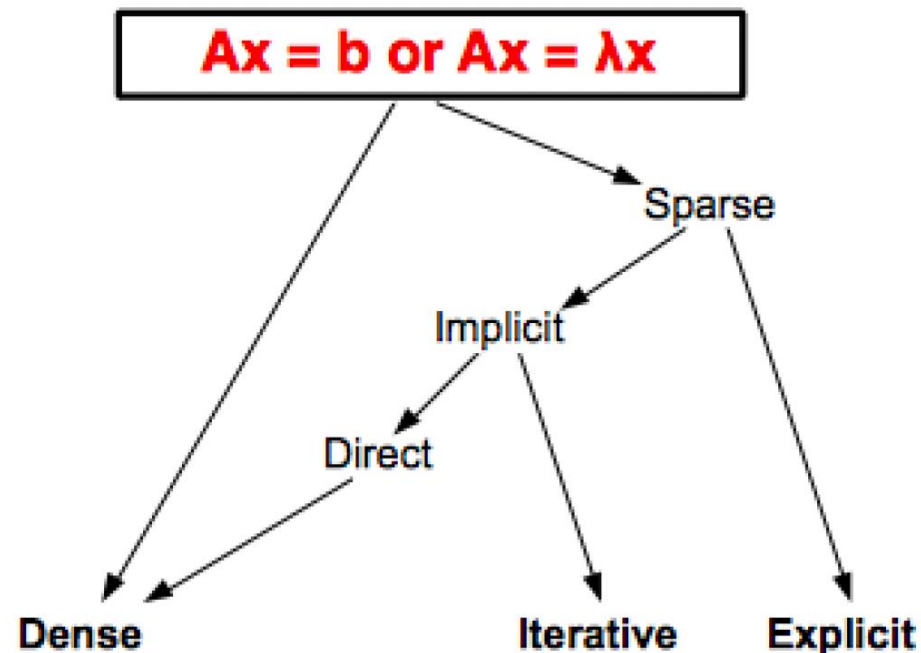 Ax = b or Ax = λx
Sparse
Implicit
Direct
Dense
Iterative
Explicit